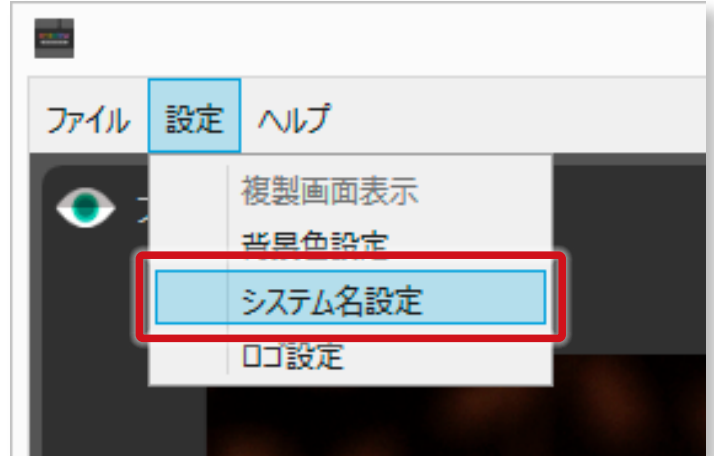 ファイル 設定 ヘルプ
複製画面表示
背景色設定
システム名設定
ロゴ設定